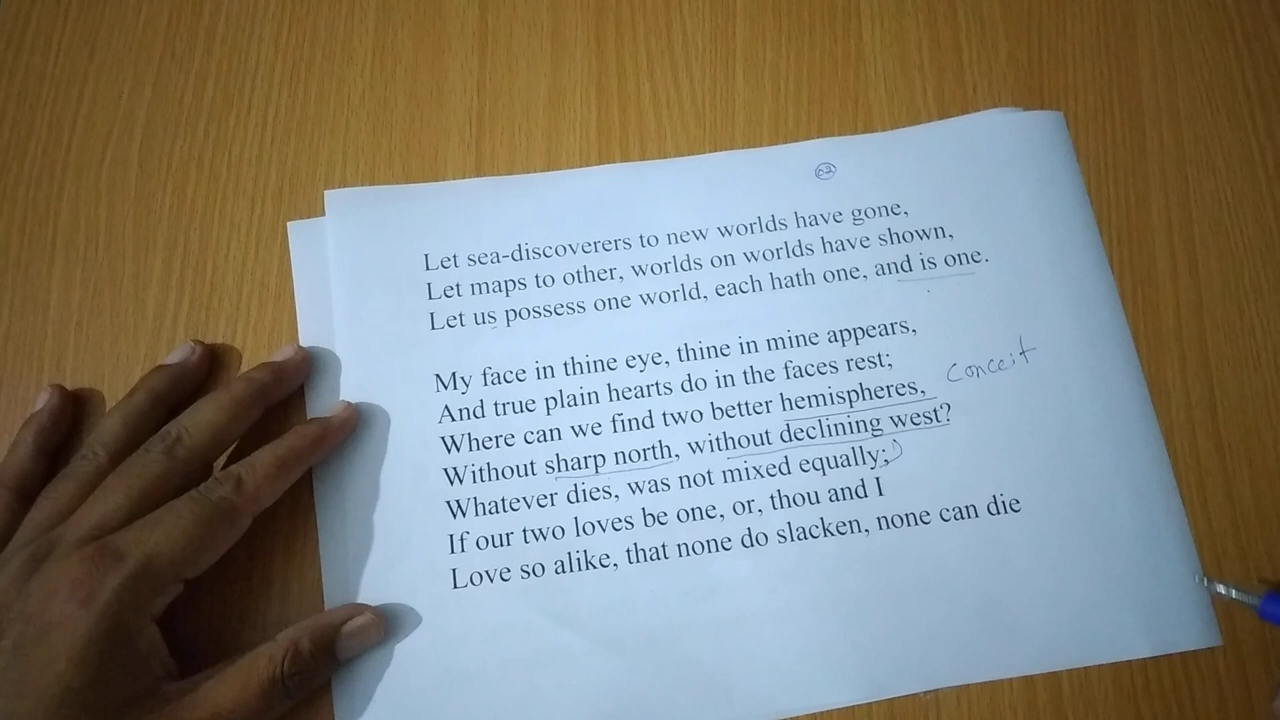 02
Let sea-discoverers to new worlds have gone,
Let maps to other, worlds on worlds have shown,
Let us possess one world, each hath one, and is one.
My face in thine eye, thine in mine appears,
And true plain hearts do in the faces rest;
Where can we find two better hemispheres,
Conceit
Without sharp north, without declining west?
Whatever dies, was not mixed equally;
If our two loves be one, or, thou and I
Love so alike, that none do slacken, none can die